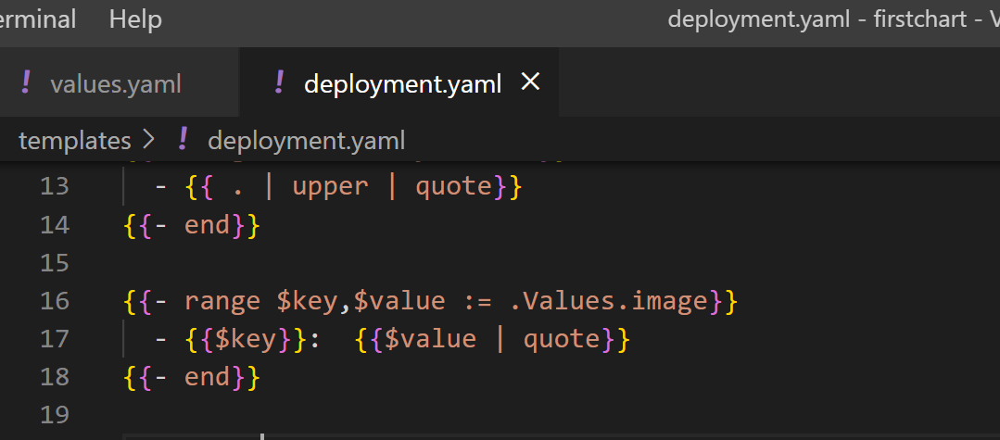 Help
deployment.yaml - firstchart -
! values.yaml
! deployment.yaml ×
templates > ! deployment.yaml
13 - {{ . | upper | quote}}
14 {{- end}}
15
16 {{- range $key,$value := .Values.image}}
17 - {{$key}}:  {{$value | quote}}
18 {{- end}}
19